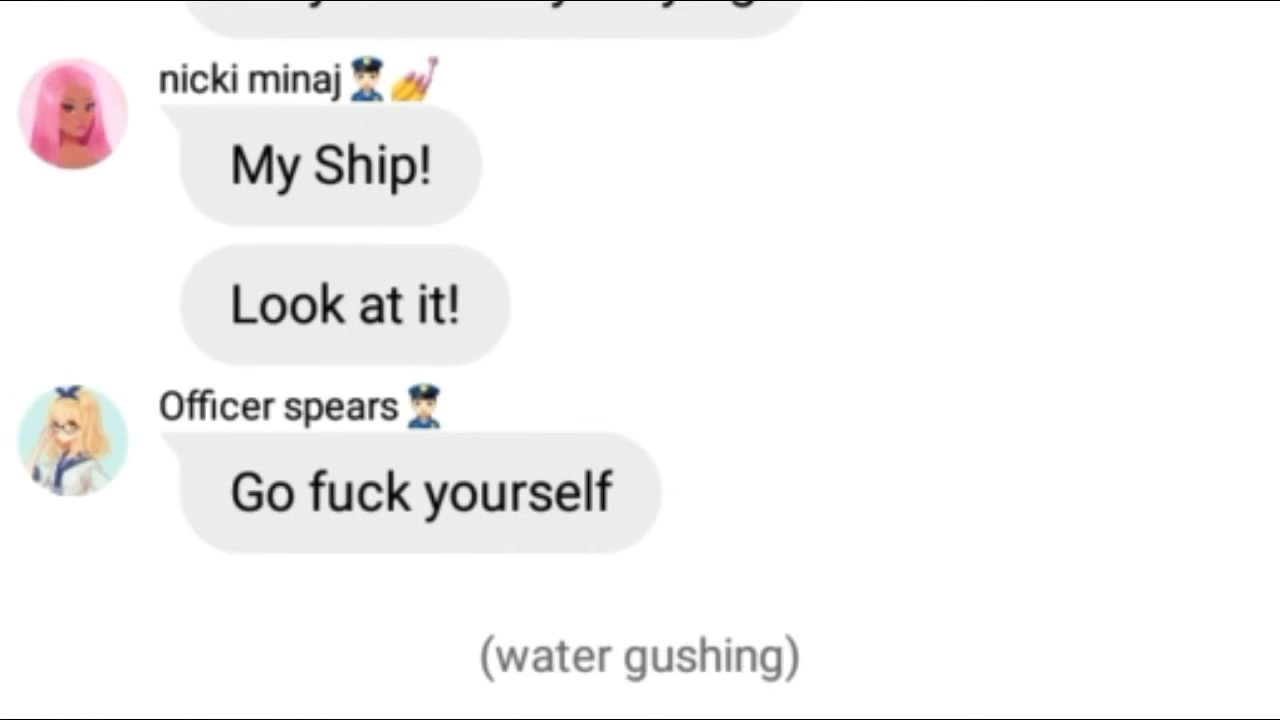 nicki minaj👮🏻💅
My Ship!
Look at it!
Officer spears👮🏻
Go fuck yourself
(water gushing)